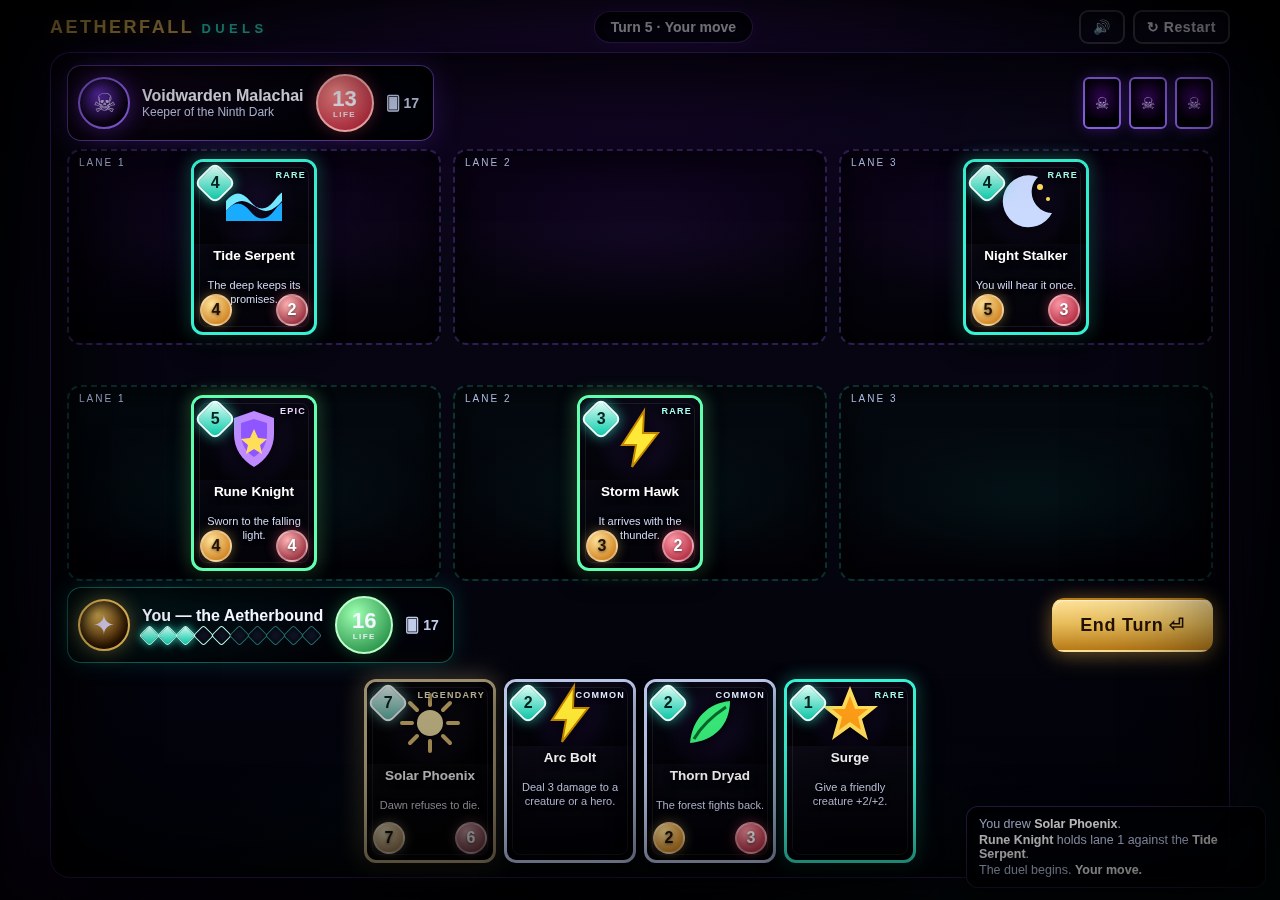 AETHERFALL DUELS
Turn 5 · Your move
🔊
↻ Restart
Voidwarden Malachai
Keeper of the Ninth Dark
13
LIFE
17
LANE 1
4
RARE
Tide Serpent
The deep keeps its
promises.
4
2
LANE 2
LANE 3
4
RARE
Night Stalker
You will hear it once.
5
3
LANE 1
5
EPIC
Rune Knight
Sworn to the falling
light.
4
4
LANE 2
3
RARE
Storm Hawk
It arrives with the
thunder.
3
2
LANE 3
You — the Aetherbound
16
LIFE
17
End Turn ⏎
7
LEGENDARY
Solar Phoenix
Dawn refuses to die.
7
6
2
COMMON
Arc Bolt
Deal 3 damage to a
creature or a hero.
2
COMMON
Thorn Dryad
The forest fights back.
2
3
1
RARE
Surge
Give a friendly
creature +2/+2.
You drew Solar Phoenix.
Rune Knight holds lane 1 against the Tide
Serpent.
The duel begins. Your move.